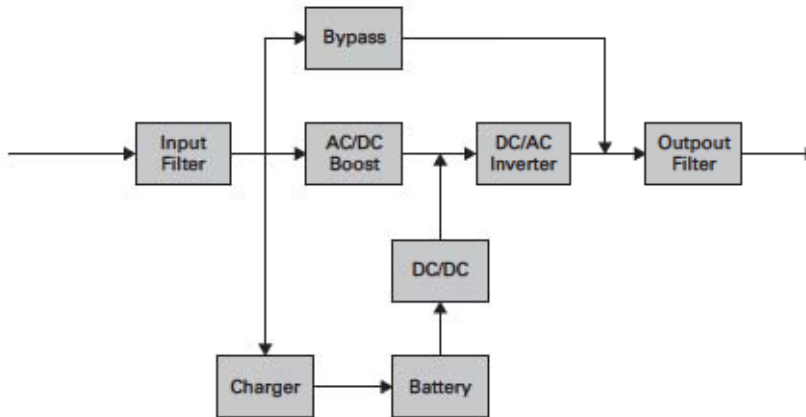 Bypass
Input
Filter
AC/DC
Boost
DC/AC
Inverter
Outpout
Filter
DC/DC
Charger
Battery